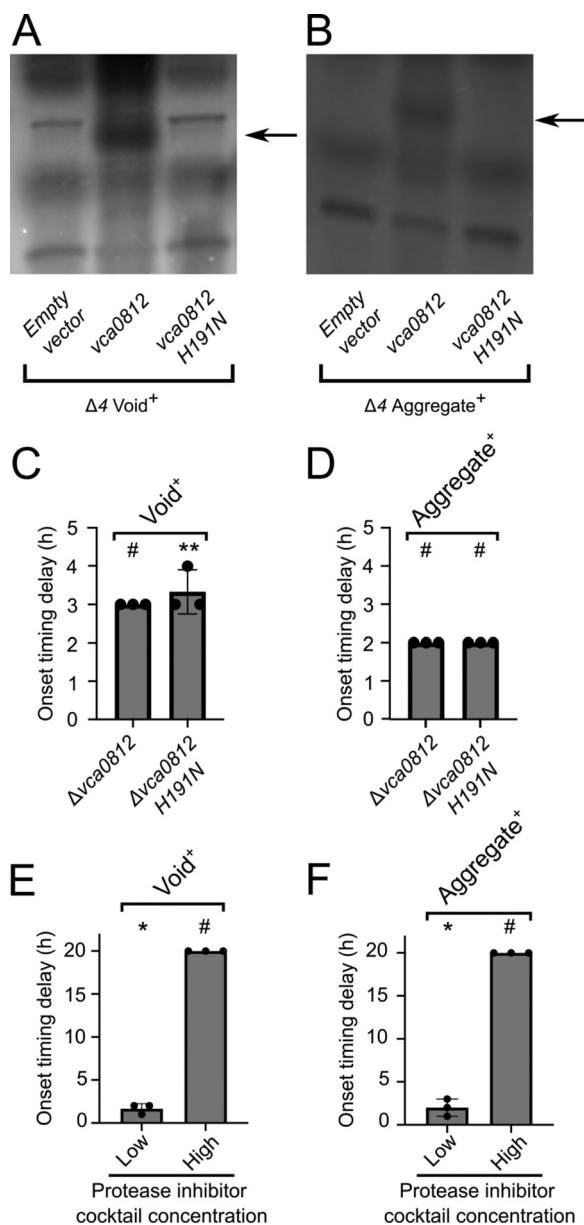 A
B
Empty
vector
vca0812
vca0812
H191N
Empty
vector
vca0812
vca0812
H191N
Δ4 Void+
Δ4 Aggregate+
C
D
Void+
Aggregate+
Onset timing delay (h)
5
4
3
2
1
0
#
**
Δvca0812
Δvca0812
H191N
Onset timing delay (h)
5
4
3
2
1
0
#
#
Δvca0812
Δvca0812
H191N
E
F
Void+
Aggregate+
Onset timing delay (h)
20
15
10
5
0
*
#
Low
High
Protease inhibitor
cocktail concentration
Onset timing delay (h)
20
15
10
5
0
*
#
Low
High
Protease inhibitor
cocktail concentration